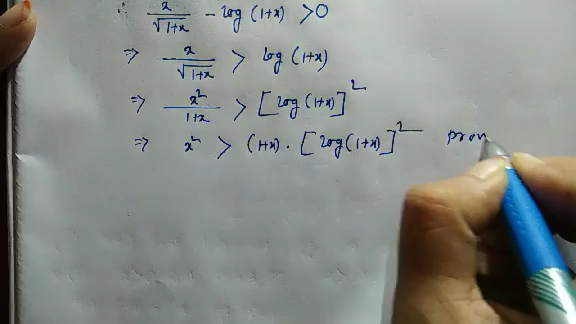 ∴ x/√(1+x) - log (1+x) > 0
⇒ x/√(1+x) > log (1+x)
⇒ x²/(1+x) > [log (1+x)]²
⇒ x² > (1+x) · [log (1+x)]² prov